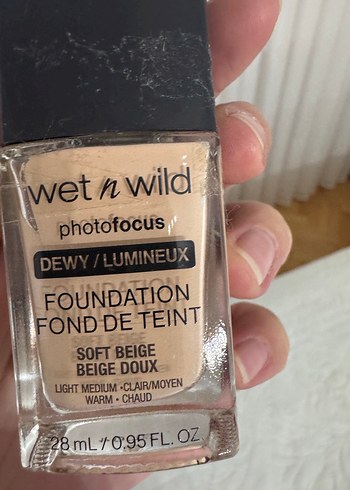 wet n wild
photofocus
DEWY / LUMINEUX
FOUNDATION
FOND DE TEINT
SOFT BEIGE
BEIGE DOUX
LIGHT MEDIUM • CLAIR/MOYEN
WARM • CHAUD
28 mL / 0.95 FL. OZ